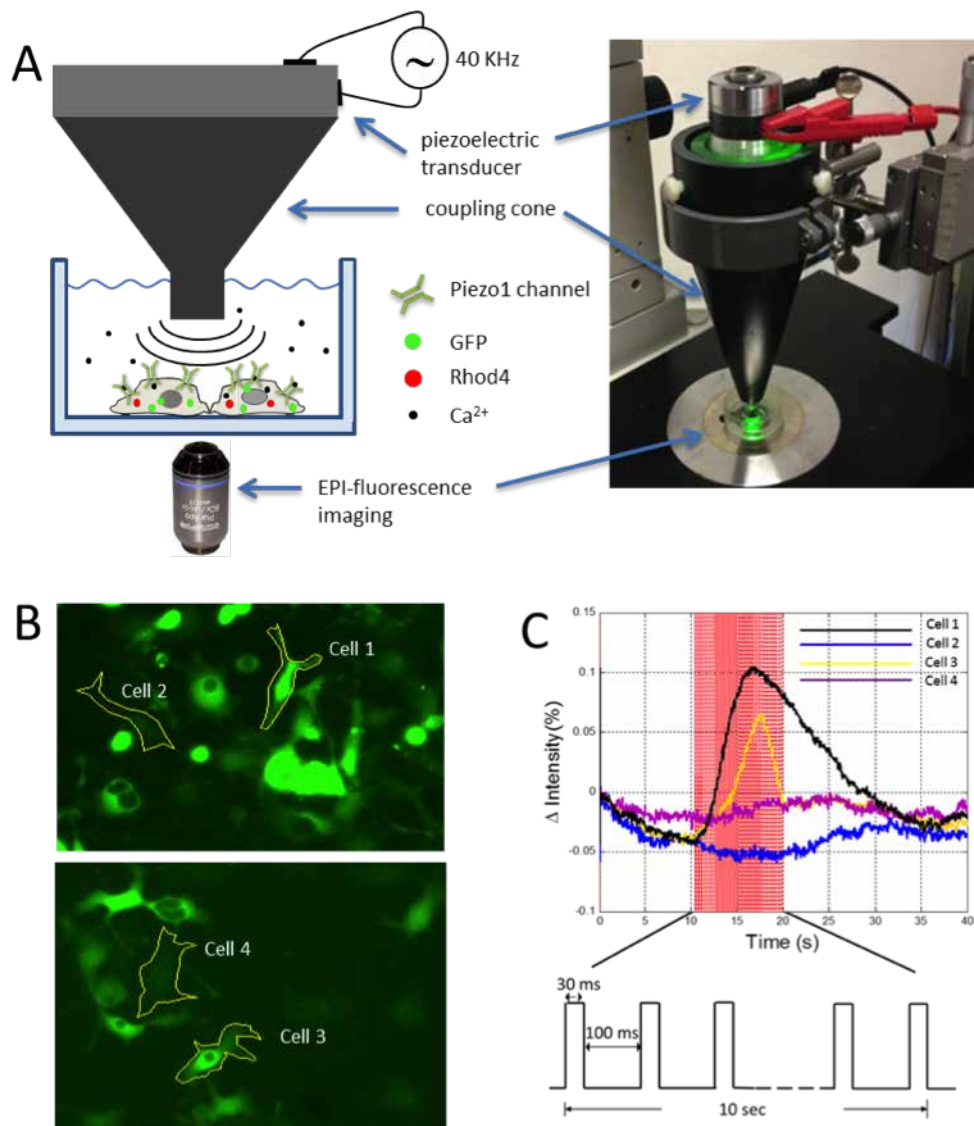 A
40 KHz
piezoelectric
transducer
coupling cone
Piezo1 channel
GFP
Rhod4
Ca²⁺
EPI-fluorescence
imaging
B
Cell 1
Cell 2
Cell 4
Cell 3
C
Cell 1
Cell 2
Cell 3
Cell 4
Δ Intensity (%)
0.15
0.1
0.05
0
-0.05
-0.1
0 5 10 15 20 25 30 35 40
Time (s)
30 ms
100 ms
10 sec